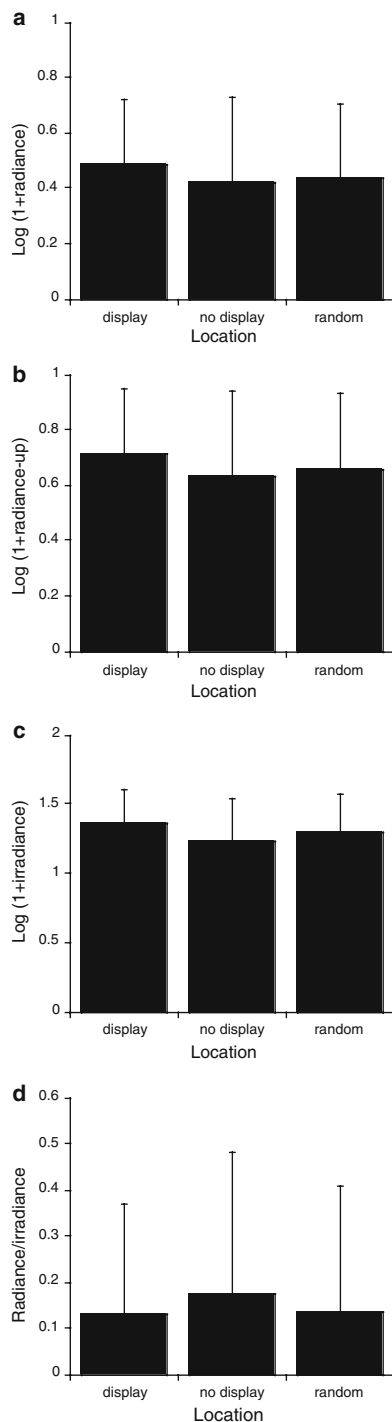 a
1
0.8
0.6
0.4
0.2
0
Log (1+radiance)
display no display random
Location
b
1
0.8
0.6
0.4
0.2
0
Log (1+radiance-up)
display no display random
Location
c
2
1.5
1
0.5
0
Log (1+irradiance)
display no display random
Location
d
0.6
0.5
0.4
0.3
0.2
0.1
0
Radiance/irradiance
display no display random
Location